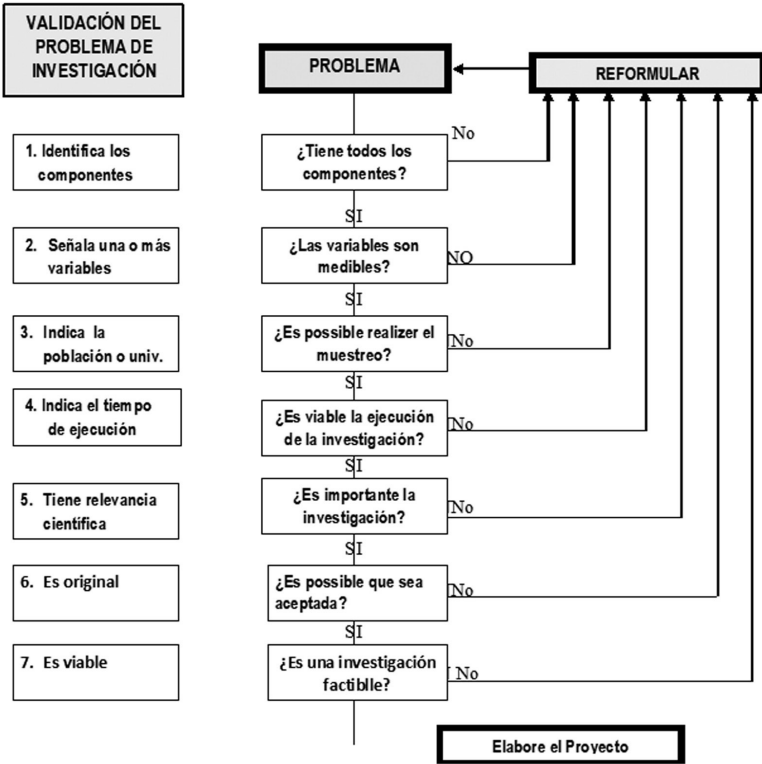 VALIDACIÓN DEL
PROBLEMA DE
INVESTIGACIÓN
PROBLEMA
REFORMULAR
1. Identifica los
componentes
¿Tiene todos los
componentes?
No
SI
2. Señala una o más
variables
¿Las variables son
medibles?
NO
SI
3. Indica la
población o univ.
¿Es possible realizer el
muestreo?
No
SI
4. Indica el tiempo
de ejecución
¿Es viable la ejecución
de la investigación?
No
SI
5. Tiene relevancia
científica
¿Es importante la
investigación?
No
SI
6. Es original
¿Es possible que sea
aceptada?
No
SI
7. Es viable
¿Es una investigación
factiblle?
No
Elabore el Proyecto